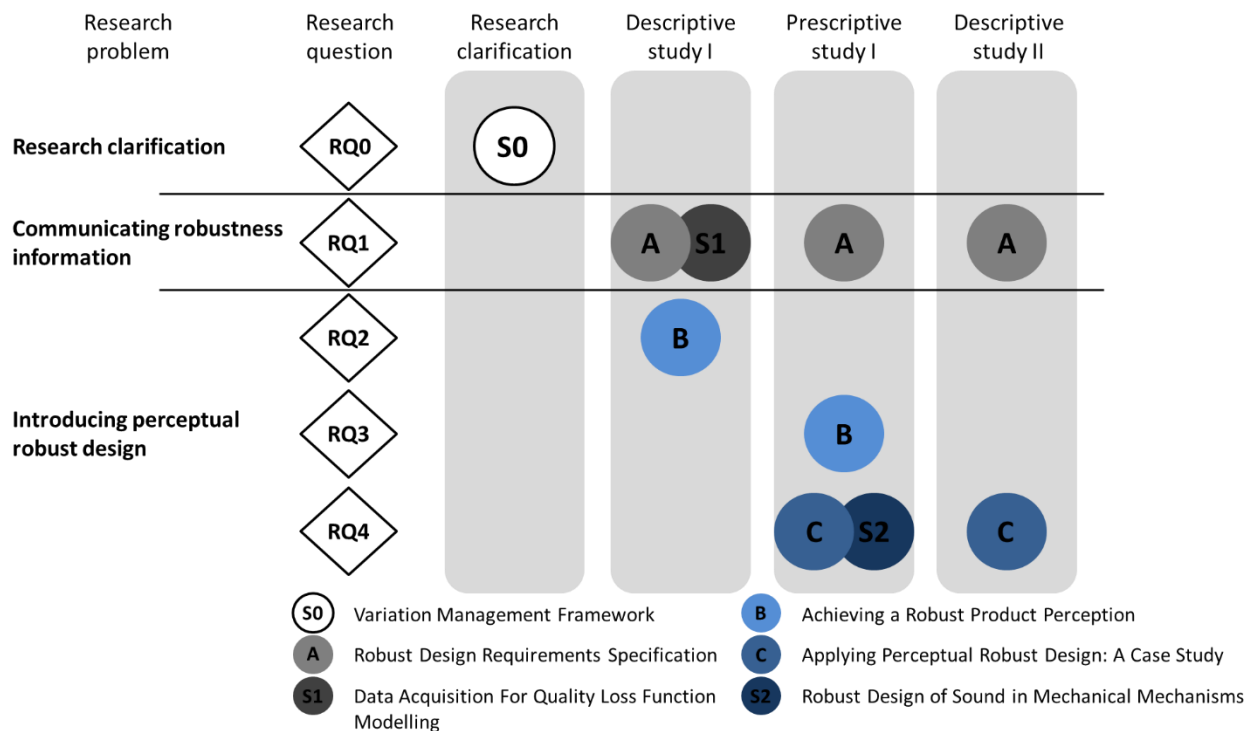 Research problem
Research question
Research clarification
Descriptive study I
Prescriptive study I
Descriptive study II
Research clarification
RQ0
S0
Communicating robustness
information
RQ1
A
S1
A
A
RQ2
B
Introducing perceptual
robust design
RQ3
B
RQ4
C
S2
C
S0 Variation Management Framework
B Achieving a Robust Product Perception
A Robust Design Requirements Specification
C Applying Perceptual Robust Design: A Case Study
S1 Data Acquisition For Quality Loss Function
Modelling
S2 Robust Design of Sound in Mechanical Mechanisms